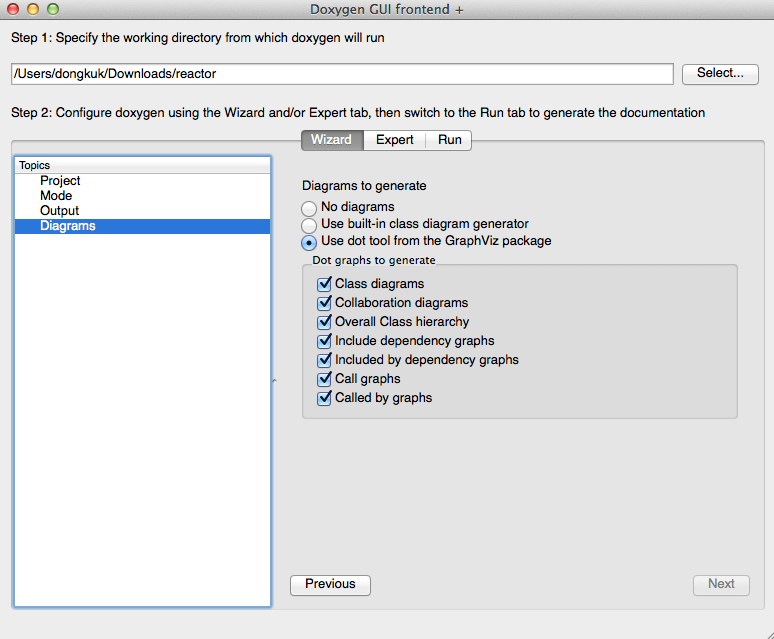 Doxygen GUI frontend +
Step 1: Specify the working directory from which doxygen will run
/Users/dongkuk/Downloads/reactor
Select...
Step 2: Configure doxygen using the Wizard and/or Expert tab, then switch to the Run tab to generate the documentation
Wizard Expert Run
Topics
Project
Mode
Output
Diagrams
Diagrams to generate
No diagrams
Use built-in class diagram generator
Use dot tool from the GraphViz package
Dot graphs to generate
Class diagrams
Collaboration diagrams
Overall Class hierarchy
Include dependency graphs
Included by dependency graphs
Call graphs
Called by graphs
Previous
Next